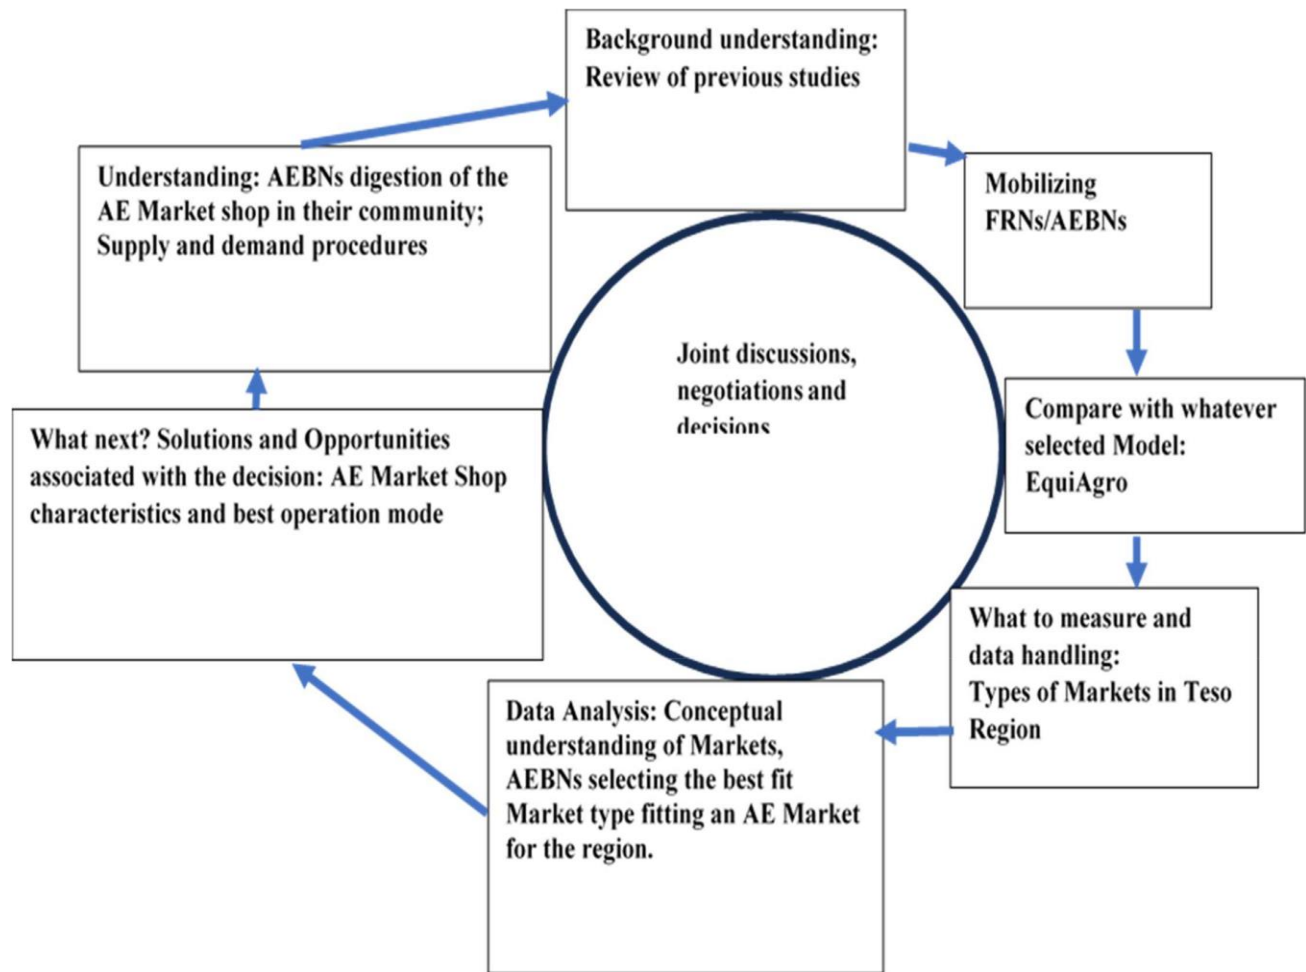 Background understanding:
Review of previous studies
Mobilizing
FRNs/AEBNs
Compare with whatever
selected Model:
EquiAgro
What to measure and
data handling:
Types of Markets in Teso
Region
Data Analysis: Conceptual
understanding of Markets,
AEBNs selecting the best fit
Market type fitting an AE Market
for the region.
What next? Solutions and Opportunities
associated with the decision: AE Market Shop
characteristics and best operation mode
Understanding: AEBNs digestion of the
AE Market shop in their community;
Supply and demand procedures
Joint discussions,
negotiations and
decisions